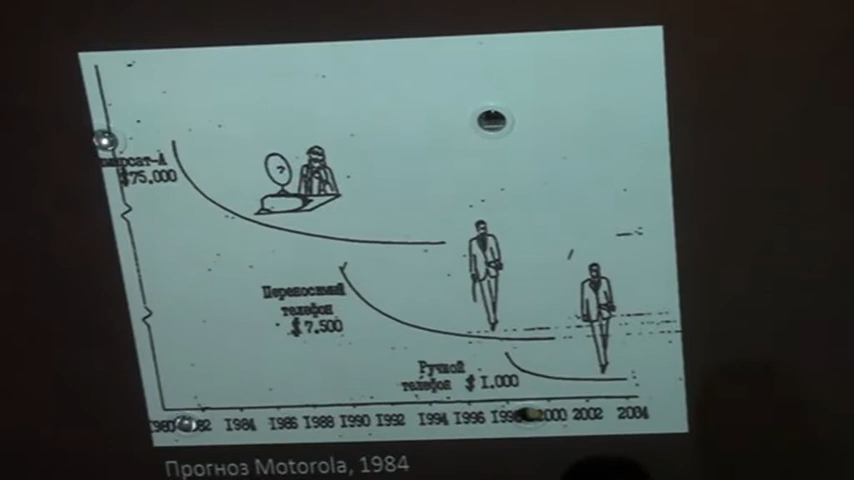 $75,000
Переносный
телефон
$7,500
Ручной
телефон $1.000
1984 1986 1988 1990 1992 1994 1996 2002 2004
Прогноз Motorola, 1984